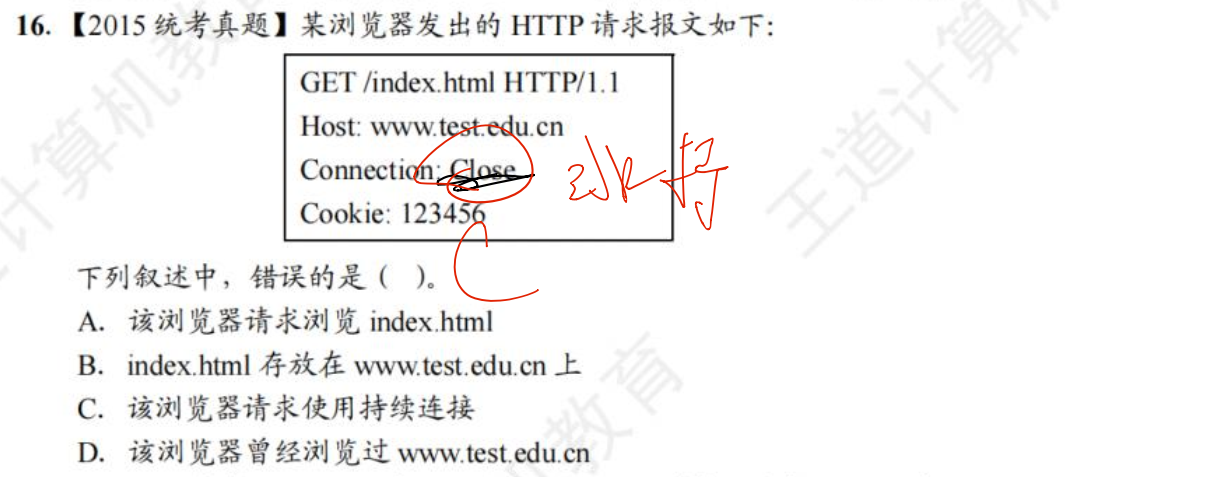 16. 【2015 统考真题】某浏览器发出的 HTTP 请求报文如下：
GET /index.html HTTP/1.1
Host: www.test.edu.cn
Connection: Close
Cookie: 123456
C
下列叙述中，错误的是（ ）。
A. 该浏览器请求浏览 index.html
B. index.html 存放在 www.test.edu.cn 上
C. 该浏览器请求使用持续连接
D. 该浏览器曾经浏览过 www.test.edu.cn
王道计算机
计算机教
教育